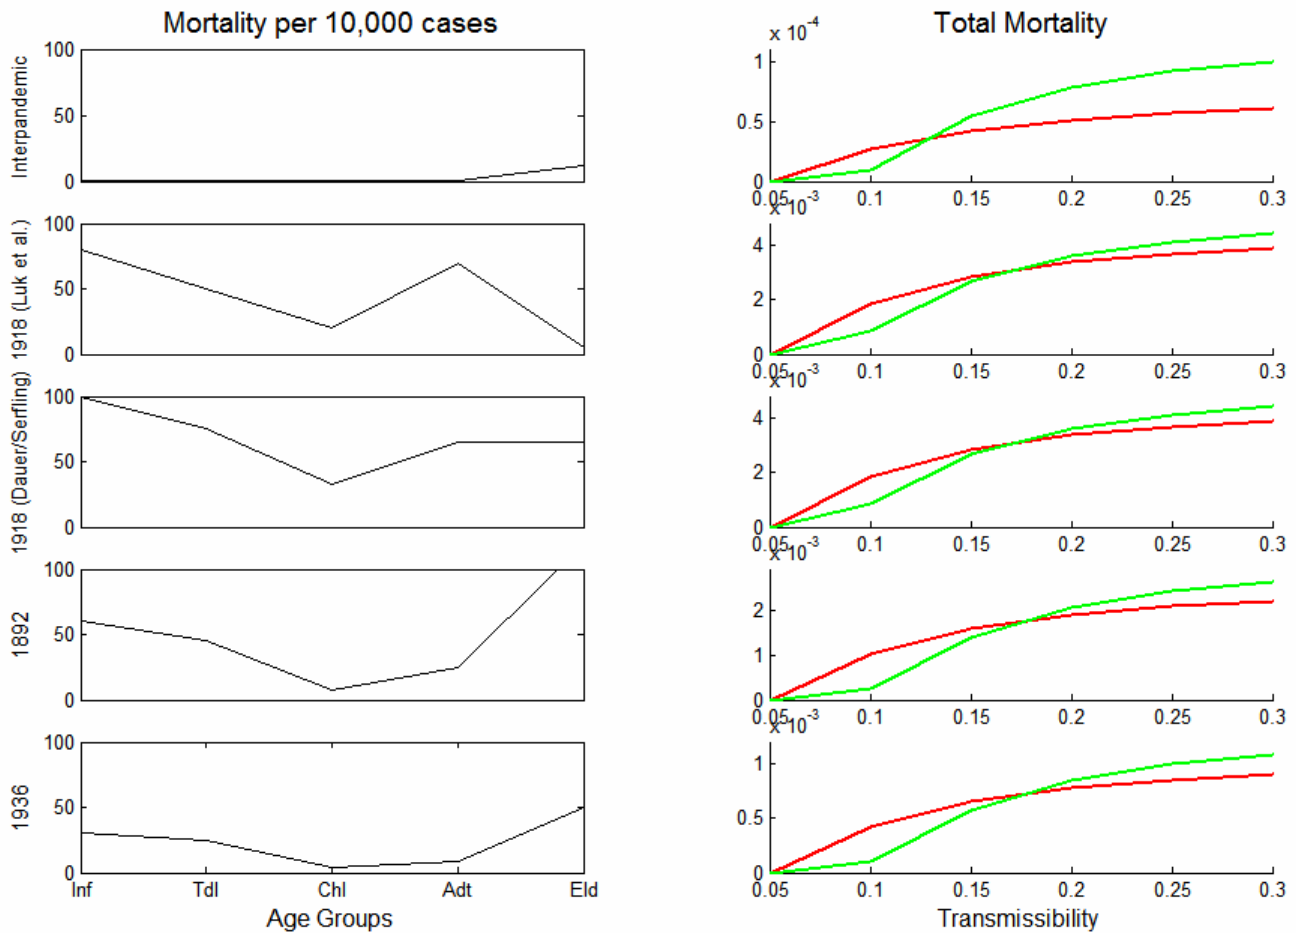 Mortality per 10,000 cases
Total Mortality
Interpandemic
100
50
0
x 10-4
1
0.5
0
0.05 0.1 0.15 0.2 0.25 0.3
1918 (Luk et al.)
100
50
0
x 10-3
4
2
0
0.05 0.1 0.15 0.2 0.25 0.3
1918 (Dauer/Serfling)
100
50
0
x 10-3
4
2
0
0.05 0.1 0.15 0.2 0.25 0.3
1892
100
50
0
x 10-3
2
1
0
0.05 0.1 0.15 0.2 0.25 0.3
1936
100
50
0
Inf Tdl Chl Adt Eld
Age Groups
x 10-3
1
0.5
0
0.05 0.1 0.15 0.2 0.25 0.3
Transmissibility